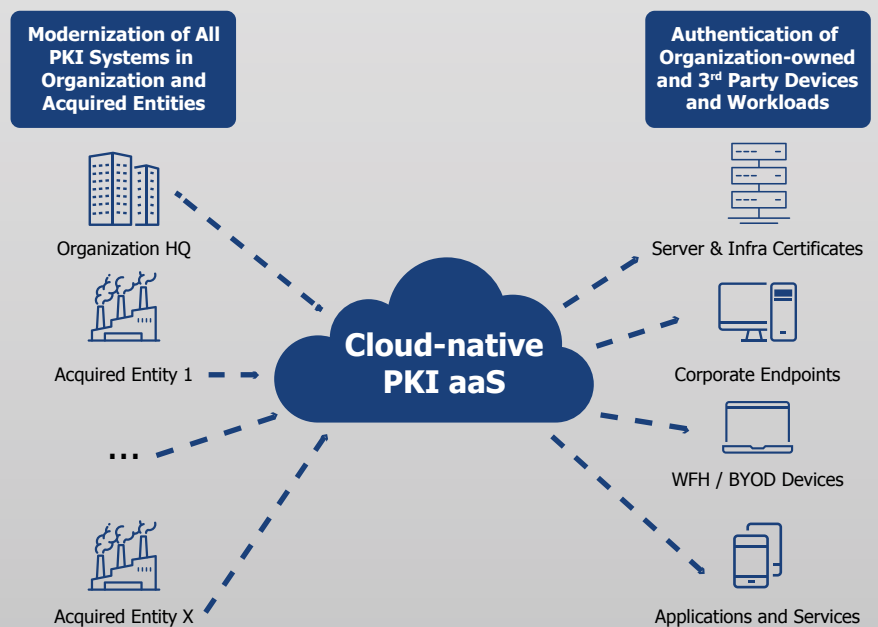 Modernization of All
PKI Systems in
Organization and
Acquired Entities
Organization HQ
Acquired Entity 1
...
Acquired Entity X
Cloud-native
PKI aaS
Authentication of
Organization-owned
and 3rd Party Devices
and Workloads
Server & Infra Certificates
Corporate Endpoints
WFH / BYOD Devices
Applications and Services